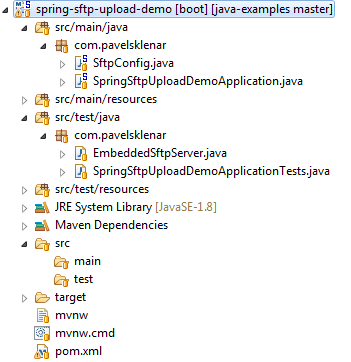 spring-sftp-upload-demo [boot] [java-examples master]
src/main/java
com.pavelsklenar
SftpConfig.java
SpringSftpUploadDemoApplication.java
src/main/resources
src/test/java
com.pavelsklenar
EmbeddedSftpServer.java
SpringSftpUploadDemoApplicationTests.java
src/test/resources
JRE System Library [JavaSE-1.8]
Maven Dependencies
src
main
test
target
mvnw
mvnw.cmd
pom.xml